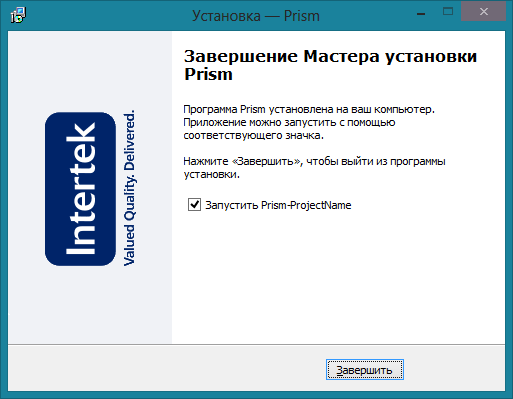 Установка — Prism
Завершение Мастера установки
Prism
Программа Prism установлена на ваш компьютер.
Приложение можно запустить с помощью
соответствующего значка.
Нажмите «Завершить», чтобы выйти из программы
установки.
Запустить Prism-ProjectName
Intertek
Valued Quality. Delivered.
Завершить